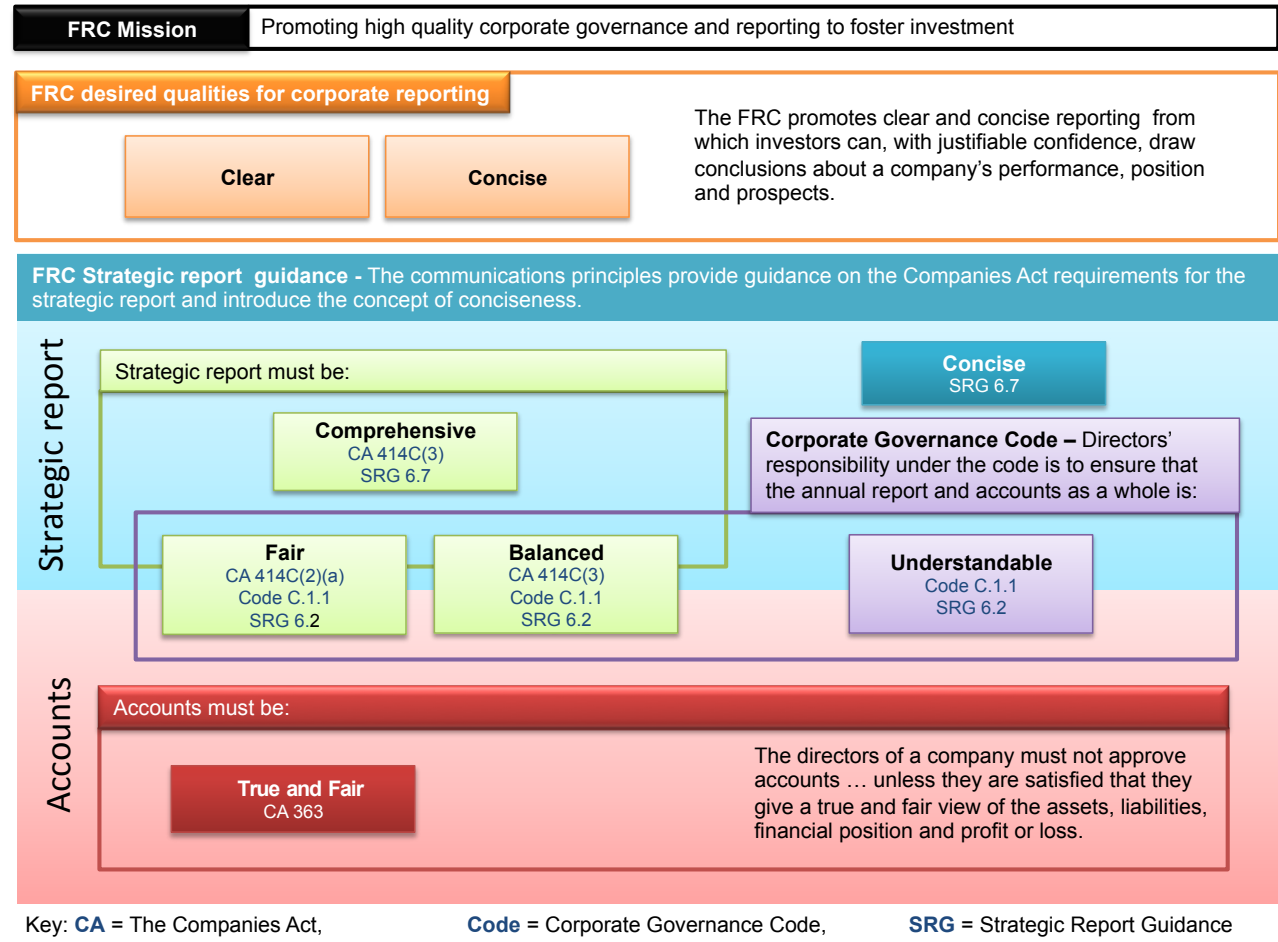 FRC Mission
Promoting high quality corporate governance and reporting to foster investment
FRC desired qualities for corporate reporting
Clear
Concise
The FRC promotes clear and concise reporting from
which investors can, with justifiable confidence, draw
conclusions about a company's performance, position
and prospects.
FRC Strategic report guidance - The communications principles provide guidance on the Companies Act requirements for the
strategic report and introduce the concept of conciseness.
Strategic report
Strategic report must be:
Comprehensive
CA 414C(3)
SRG 6.7
Concise
SRG 6.7
Corporate Governance Code – Directors'
responsibility under the code is to ensure that
the annual report and accounts as a whole is:
Fair
CA 414C(2)(a)
Code C.1.1
SRG 6.2
Balanced
CA 414C(3)
Code C.1.1
SRG 6.2
Understandable
Code C.1.1
SRG 6.2
Accounts
Accounts must be:
True and Fair
CA 363
The directors of a company must not approve
accounts … unless they are satisfied that they
give a true and fair view of the assets, liabilities,
financial position and profit or loss.
Key: CA = The Companies Act, Code = Corporate Governance Code, SRG = Strategic Report Guidance